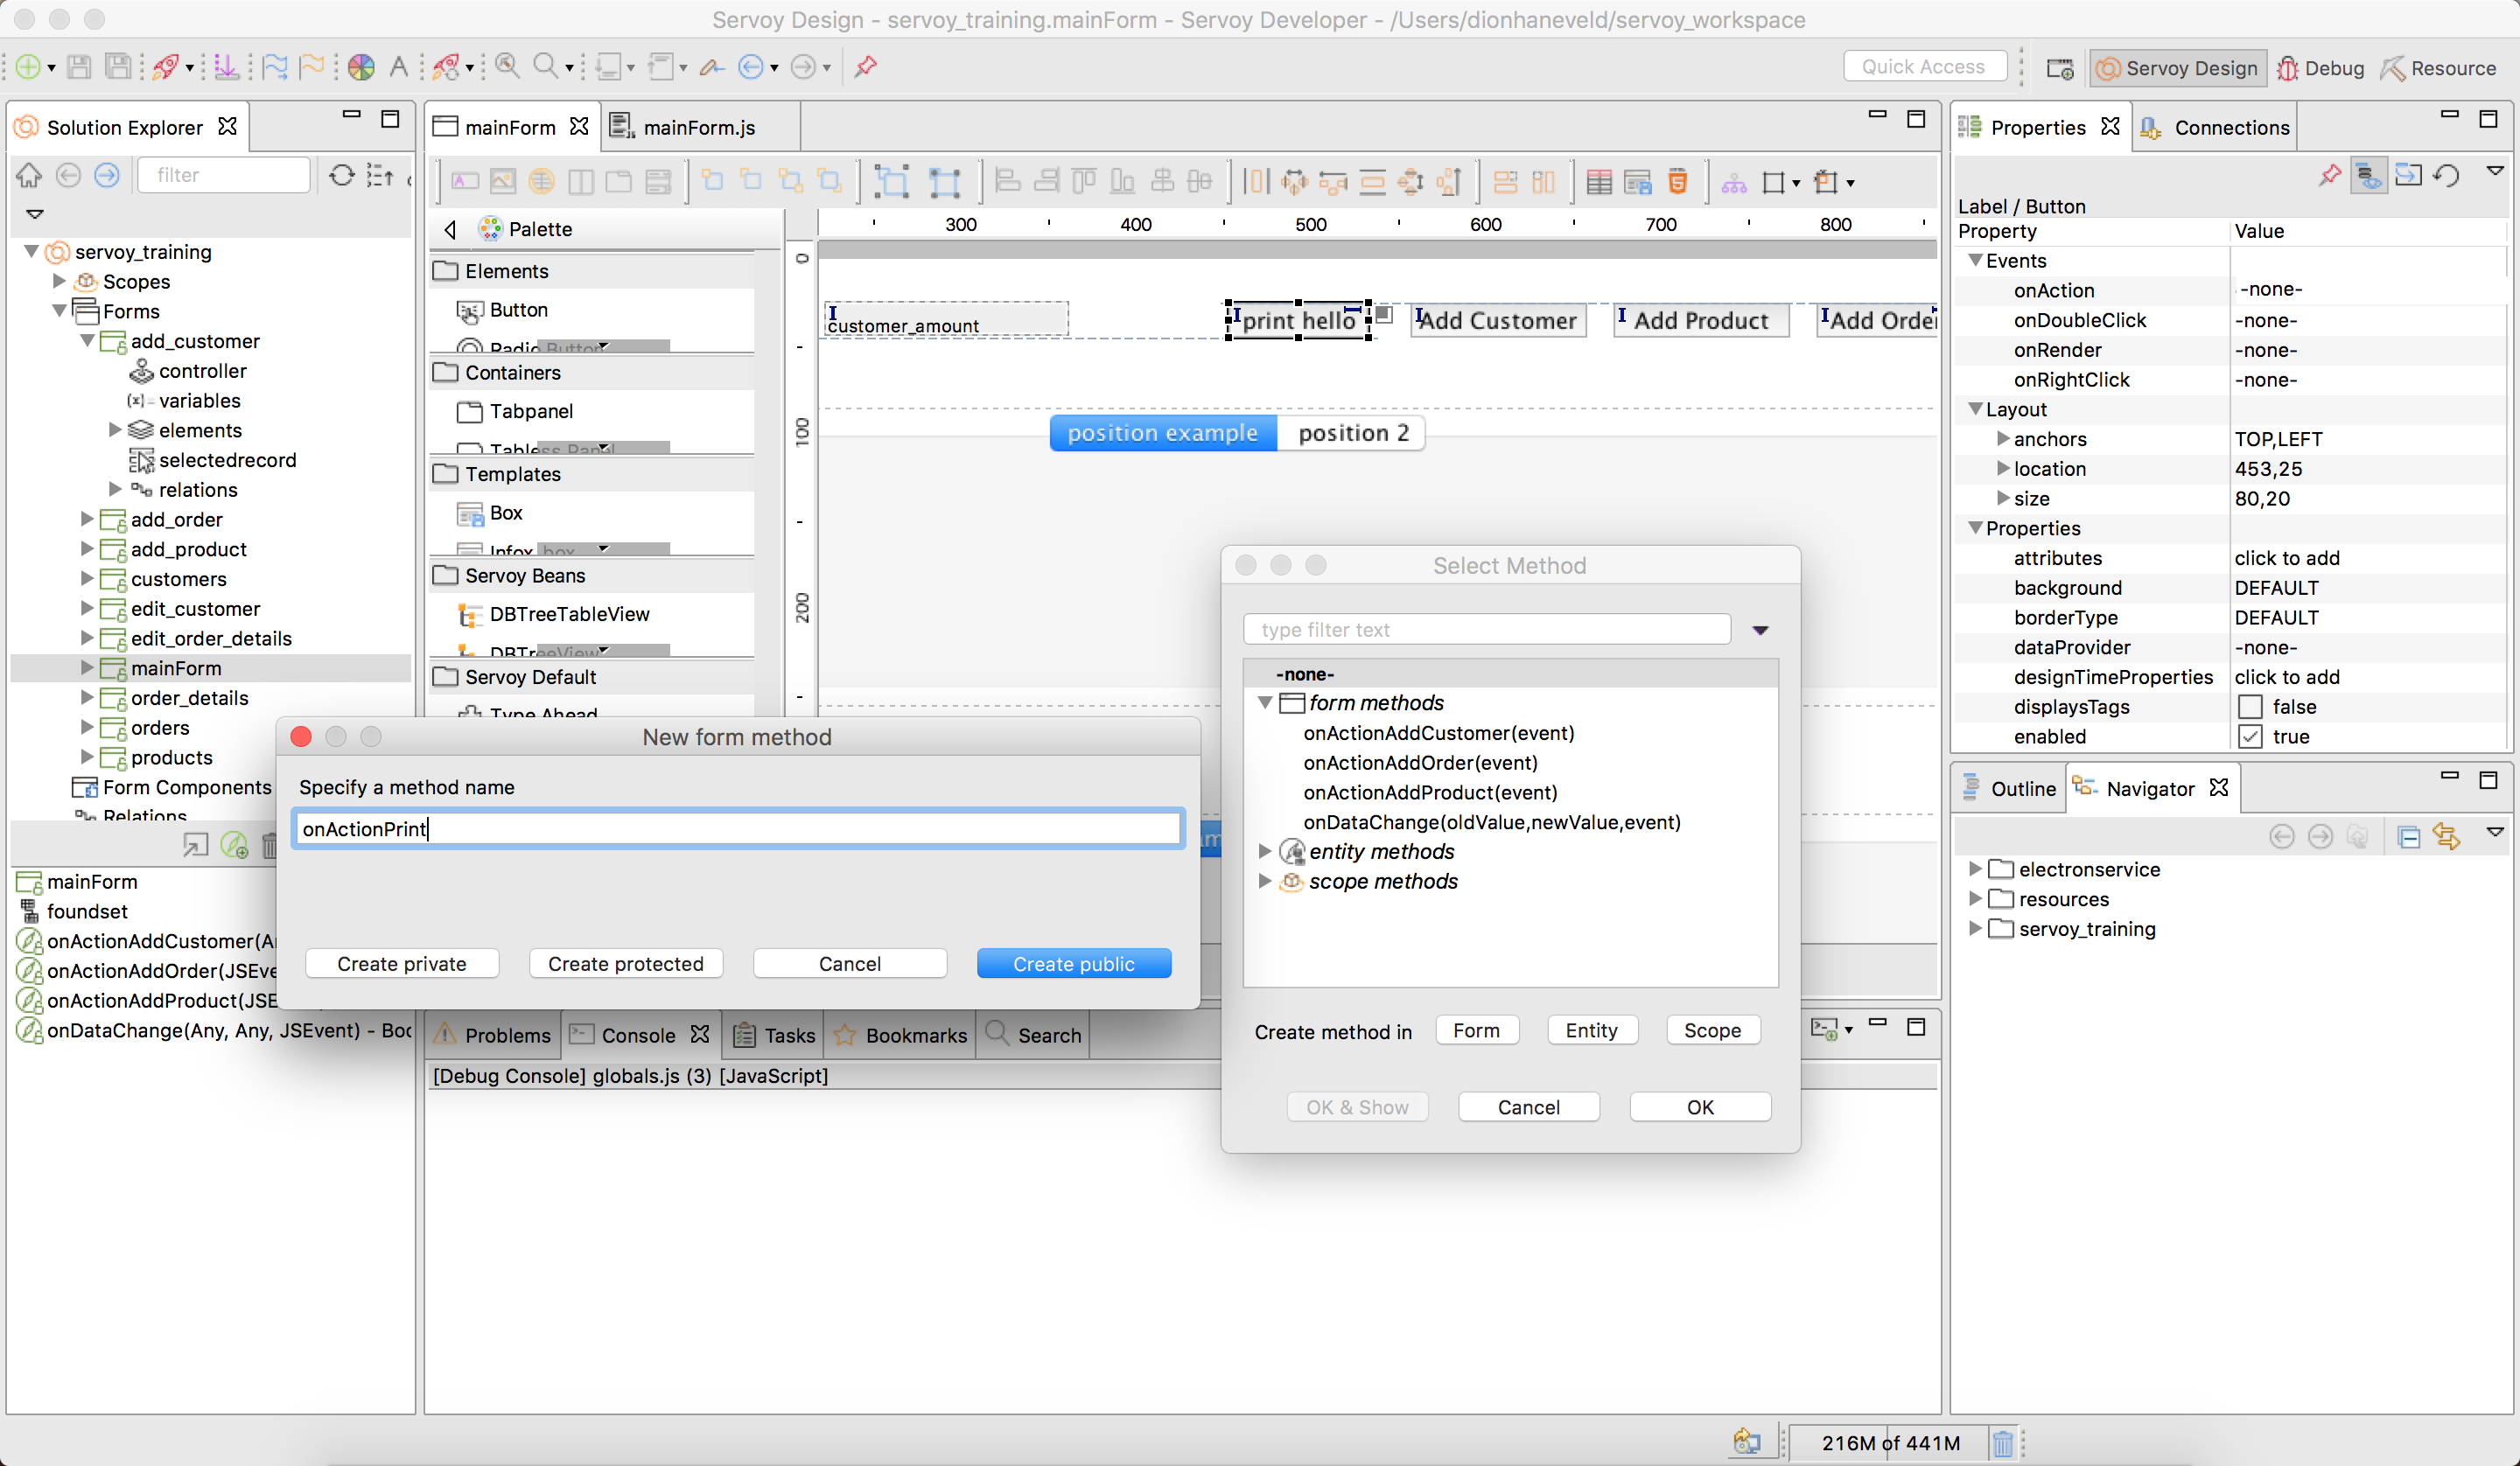 Servoy Design - servoy_training.mainForm - Servoy Developer - /Users/dionhaneveld/servoy_workspace
Quick Access
Servoy Design
Debug
Resource
Solution Explorer
filter
servoy_training
Scopes
Forms
add_customer
controller
(x)= variables
elements
selectedrecord
relations
add_order
add_product
customers
edit_customer
edit_order_details
mainForm
order_details
orders
products
Form Components
Relations
mainForm
foundset
onActionAddCustomer(A
onActionAddOrder(JSEve
onActionAddProduct(JSE
onDataChange(Any, Any, JSEvent) - Boo
mainForm
mainForm.js
Palette
Elements
Button
Radio Button
Containers
Tabpanel
Tabless Panel
Templates
Box
Infox box
Servoy Beans
DBTreeTableView
DBTreeView
Servoy Default
Type Ahead
300 400 500 600 700 800
0
100
200
customer_amount
print hello
Add Customer
Add Product
Add Order
position example
position 2
New form method
Specify a method name
onActionPrint
Create private
Create protected
Cancel
Create public
Select Method
type filter text
-none-
form methods
onActionAddCustomer(event)
onActionAddOrder(event)
onActionAddProduct(event)
onDataChange(oldValue,newValue,event)
entity methods
scope methods
Create method in
Form
Entity
Scope
OK & Show
Cancel
OK
Problems
Console
Tasks
Bookmarks
Search
[Debug Console] globals.js (3) [JavaScript]
Properties
Connections
Label / Button
Property Value
Events
onAction -none-
onDoubleClick -none-
onRender -none-
onRightClick -none-
Layout
anchors TOP,LEFT
location 453,25
size 80,20
Properties
attributes click to add
background DEFAULT
borderType DEFAULT
dataProvider -none-
designTimeProperties click to add
displaysTags false
enabled true
Outline
Navigator
electronservice
resources
servoy_training
216M of 441M